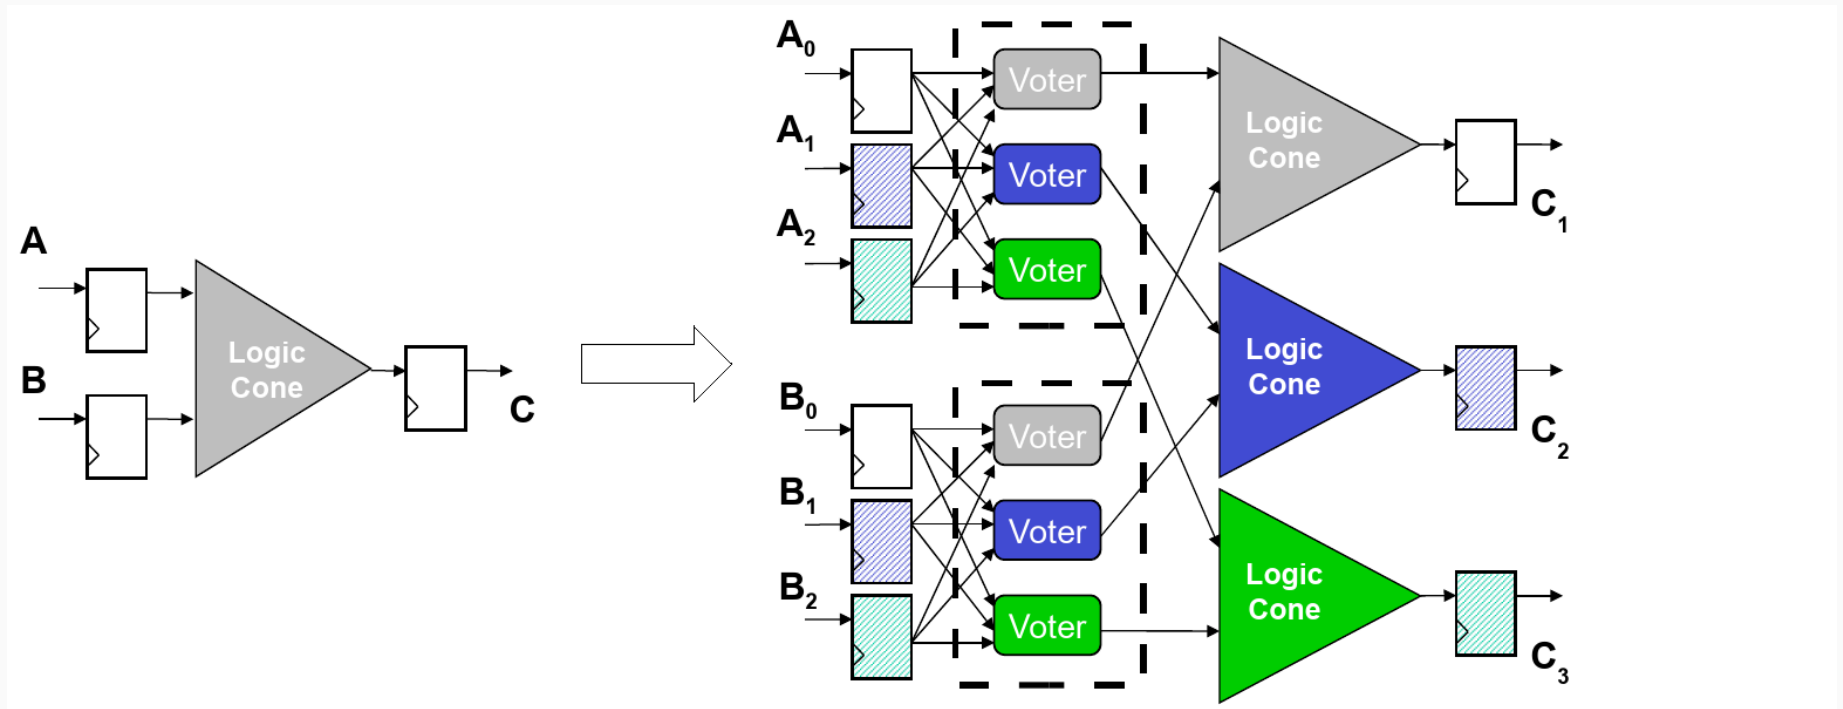 A
B
Logic
Cone
C
A0
A1
A2
Voter
Voter
Voter
B0
B1
B2
Voter
Voter
Voter
Logic
Cone
C1
Logic
Cone
C2
Logic
Cone
C3